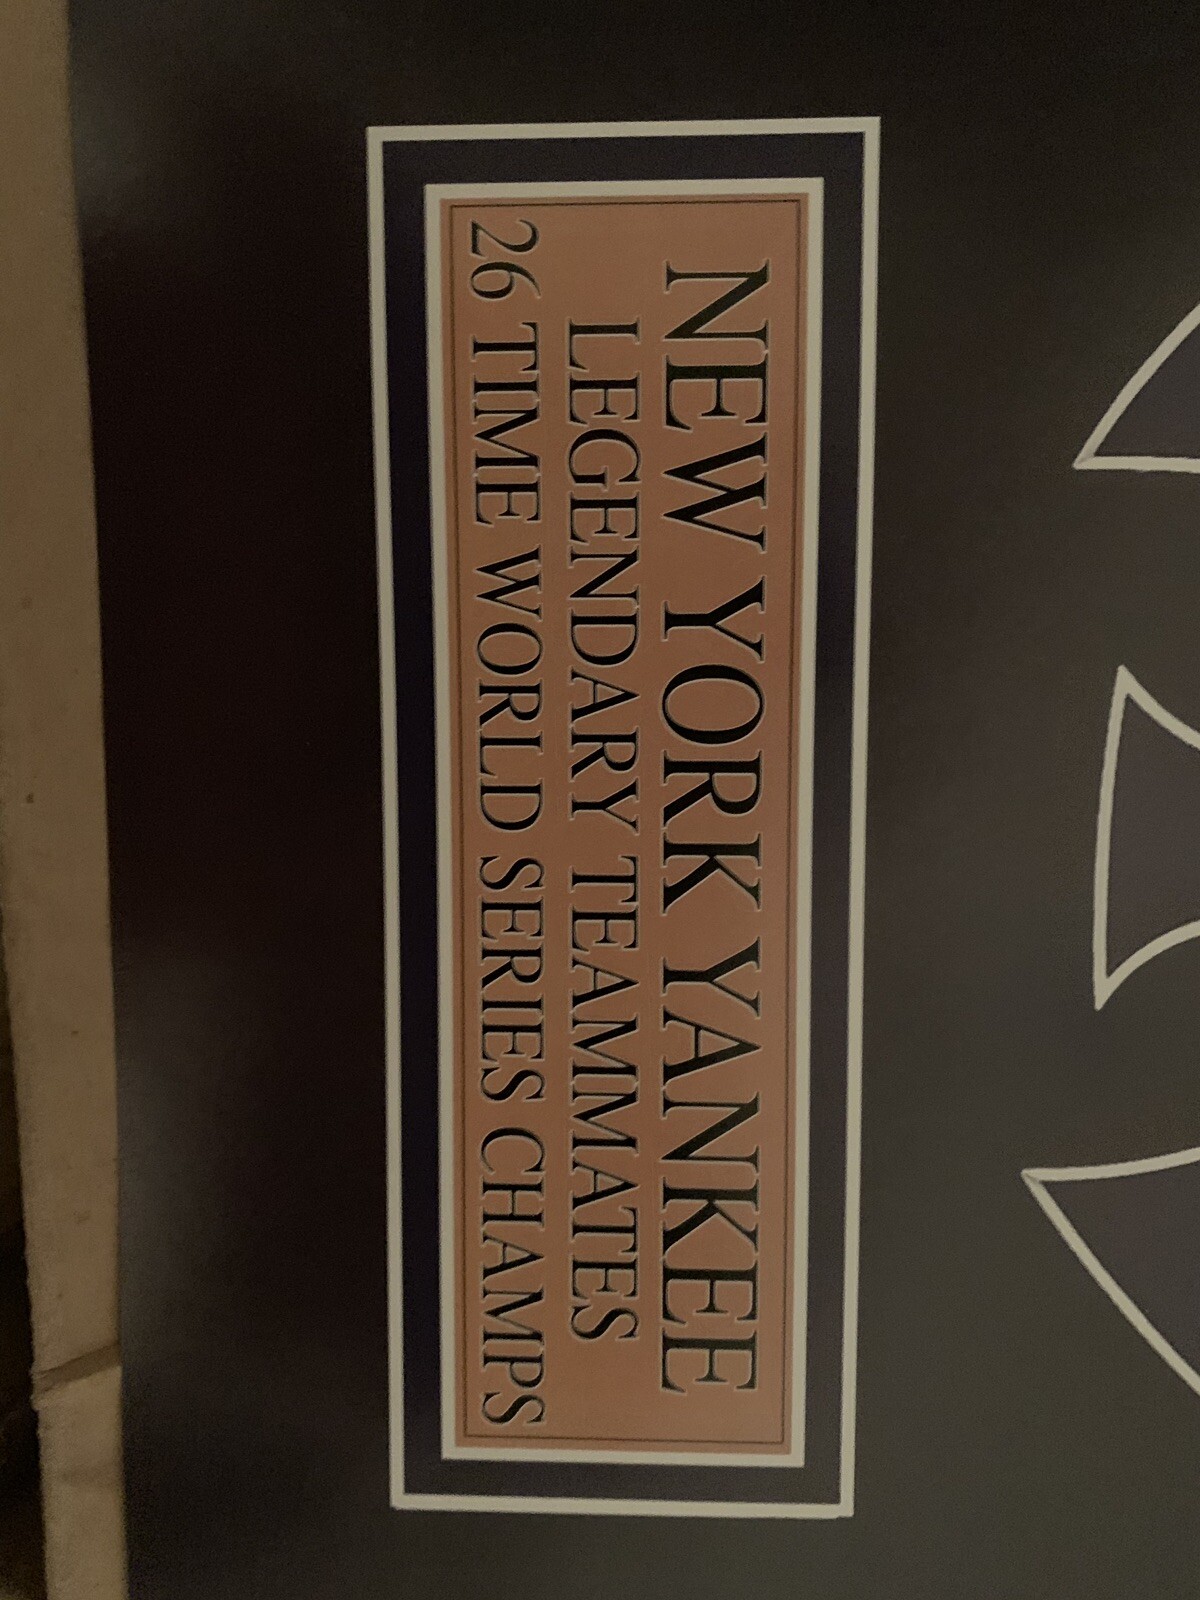 NEW YORK YANKEE
LEGENDARY TEAMMATES
26 TIME WORLD SERIES CHAMPS